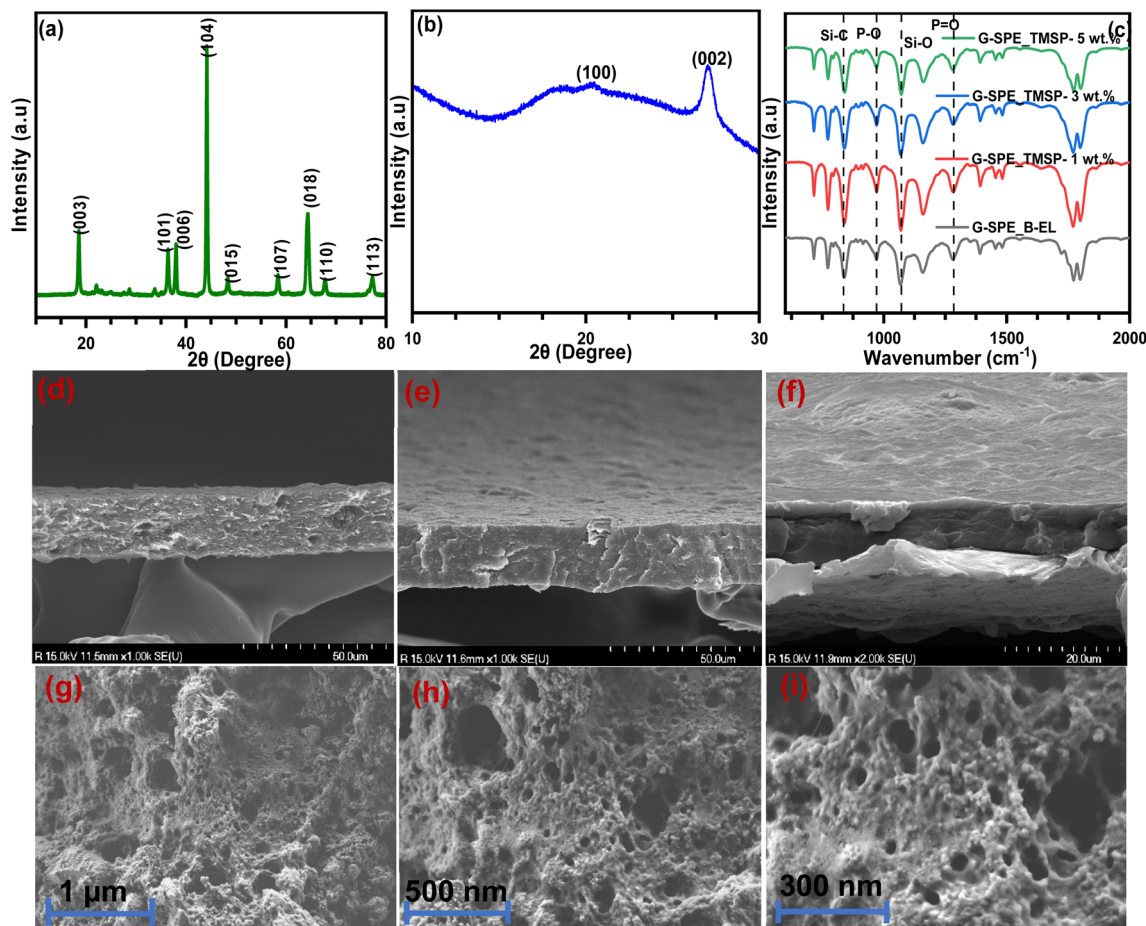 (a)
(003)
(101)
(006)
(104)
(015)
(107)
(018)
(110)
(113)
Intensity (a.u)
20
40
60
80
2θ (Degree)
(b)
(100)
(002)
Intensity (a.u)
10
20
30
2θ (Degree)
(c)
Si-C
P-O
Si-O
P=O
G-SPE_TMSP- 5 wt.%
G-SPE_TMSP- 3 wt.%
G-SPE_TMSP- 1 wt.%
G-SPE_B-EL
Intensity (a.u)
1000
1500
2000
Wavenumber (cm⁻¹)
(d)
R 15.0kV 11.5mm x1.00k SE(U)
50.0um
(e)
R 15.0kV 11.6mm x1.00k SE(U)
50.0um
(f)
R 15.0kV 11.9mm x2.00k SE(U)
20.0um
(g)
1 µm
(h)
500 nm
(i)
300 nm